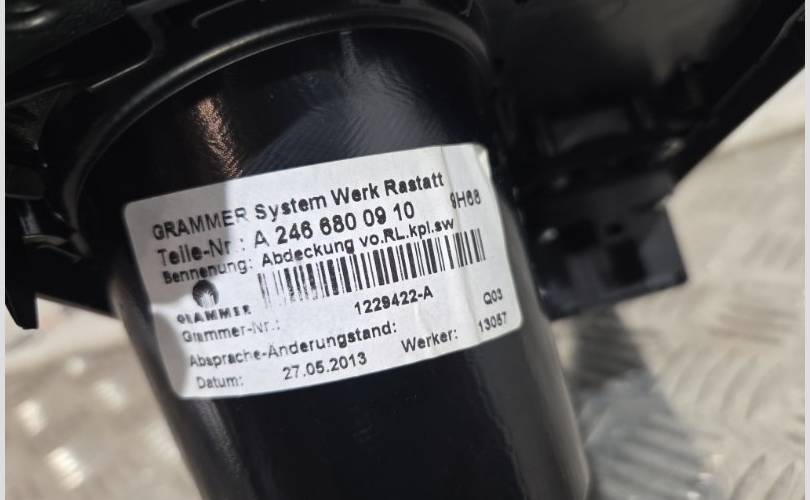 GRAMMER System Werk Rastatt
Teile-Nr.: A 246 680 09 10 9H68
Bennenung: Abdeckung vo.RL.kpl.sw
GRAMMER
Grammer-Nr.: 1229422-A
Absprache-Änderungstand: Q03
Datum: 27.05.2013 Werker: 13057